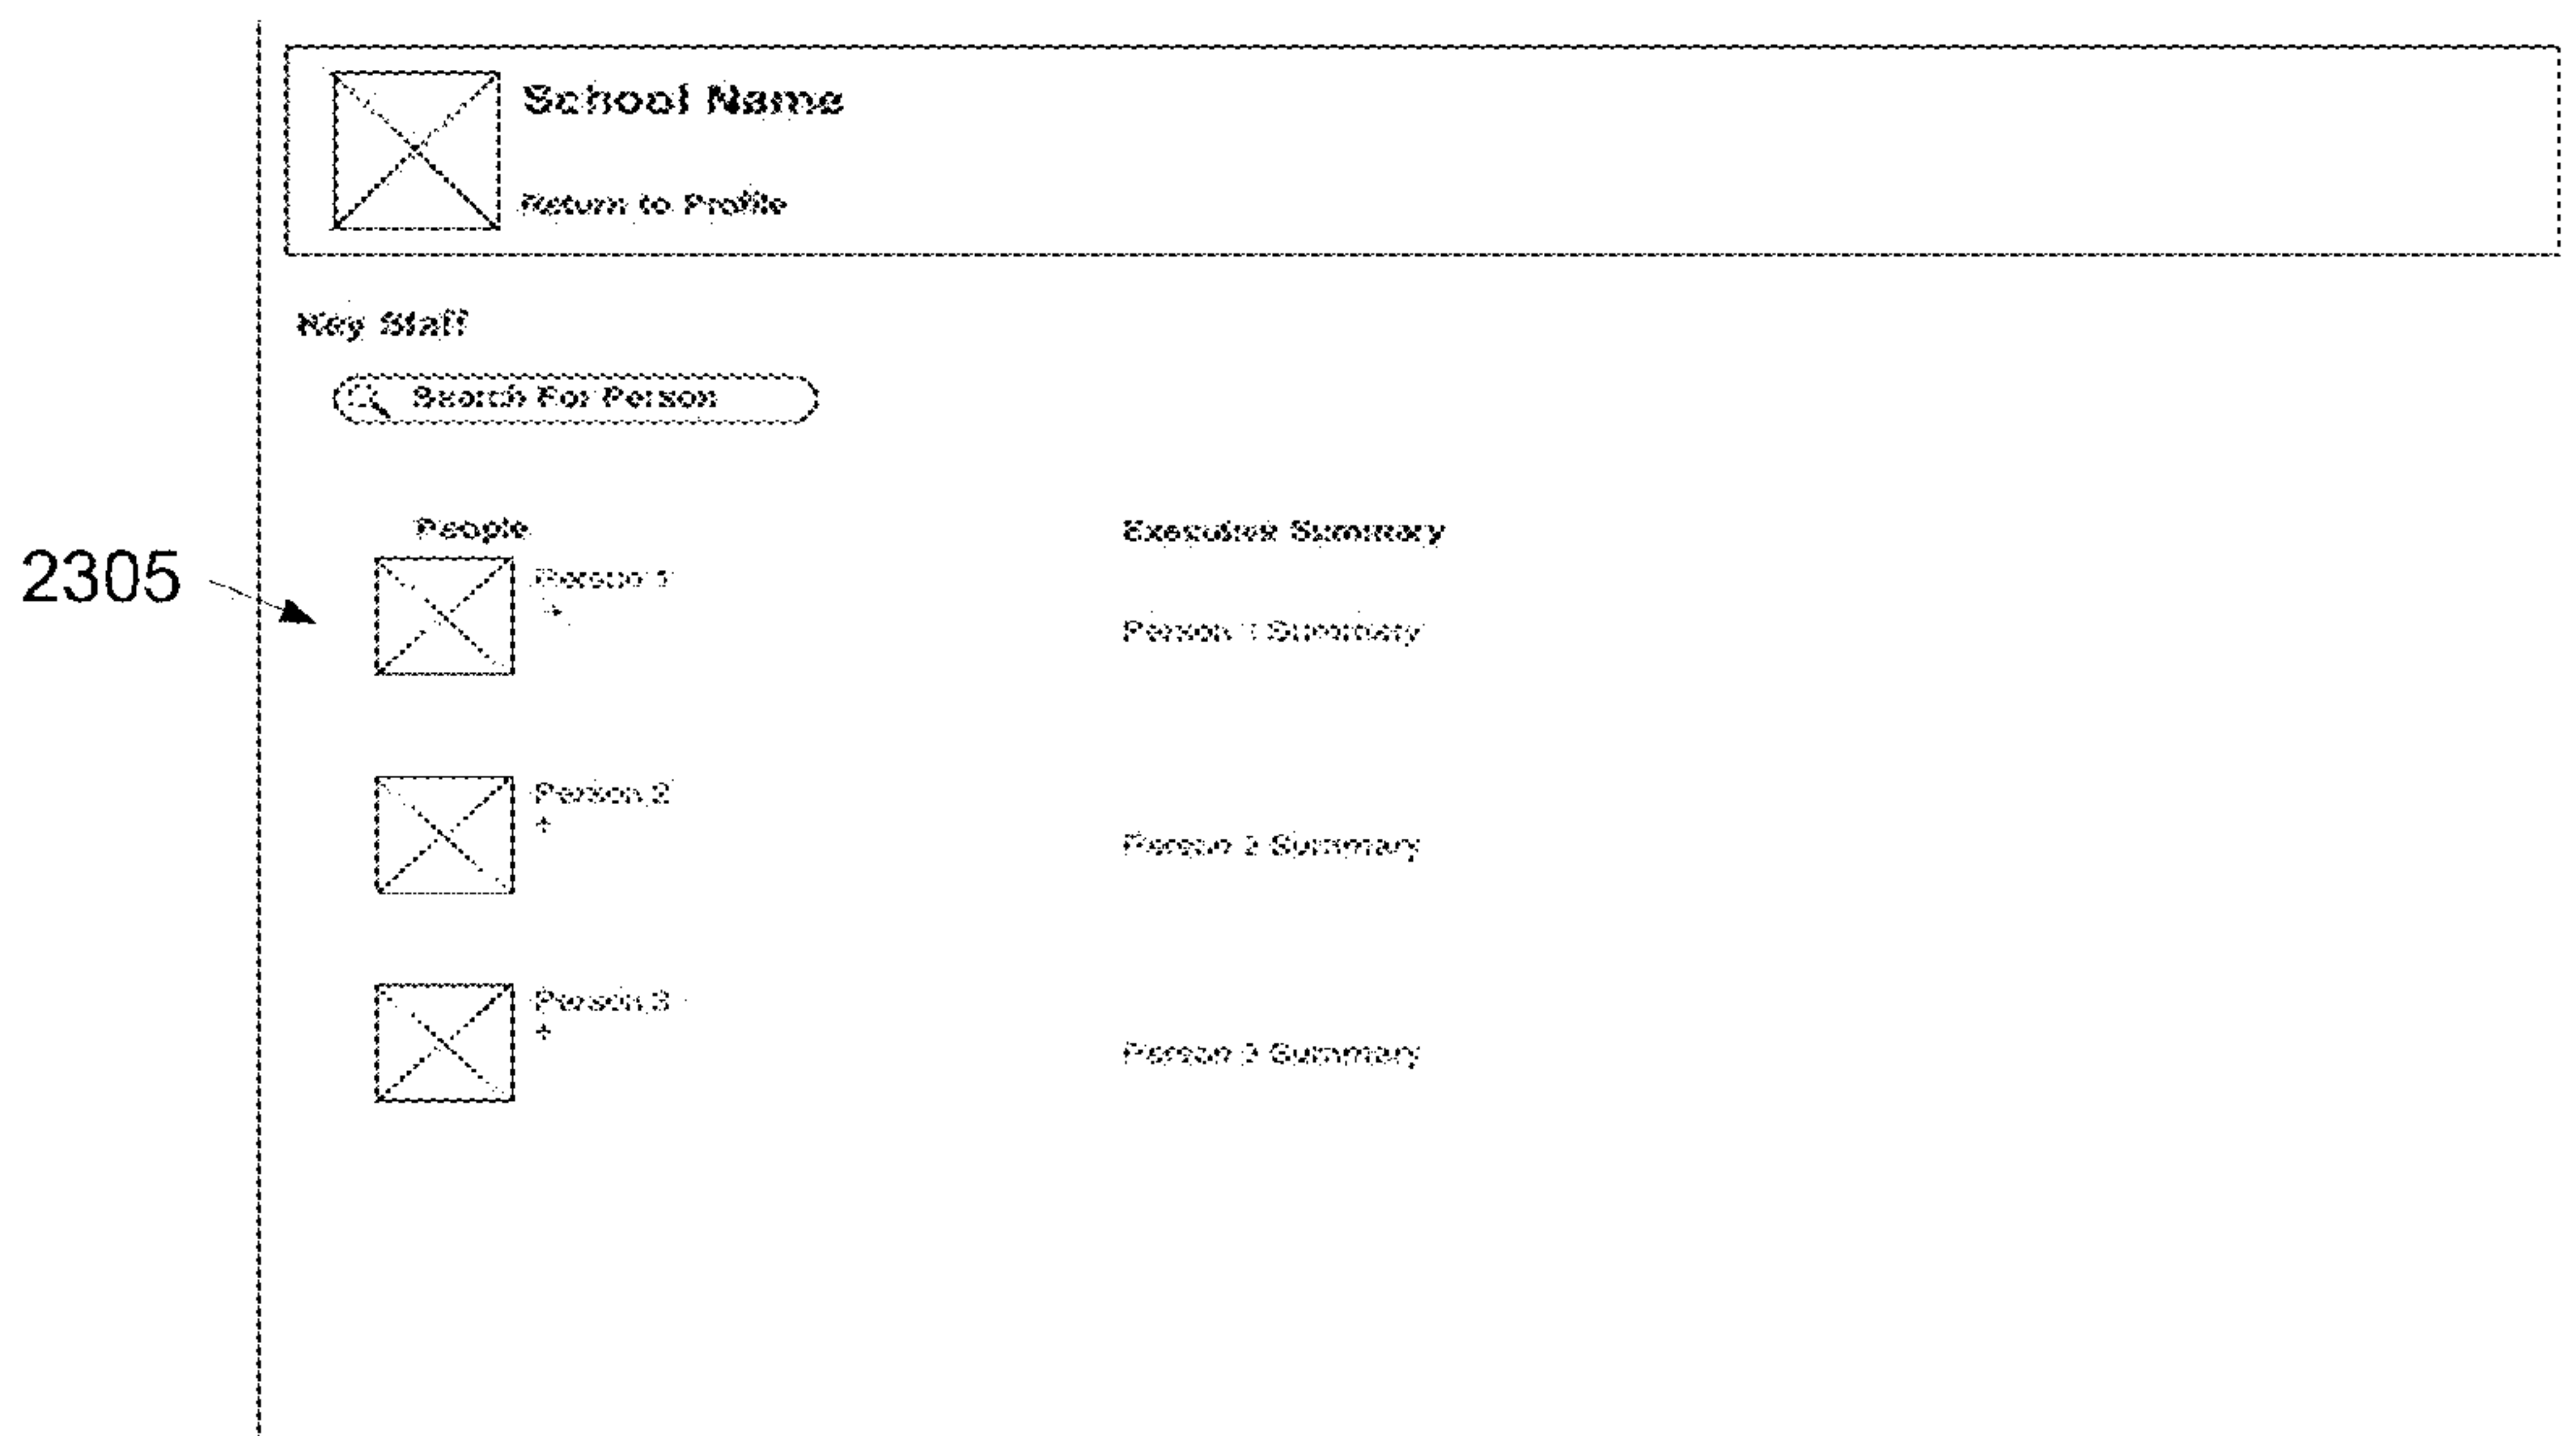 School Name
Return to Profile
Key Staff
Search For Person
People
Executive Summary
2305
Person 1
Person 1 Summary
Person 2
+
Person 2 Summary
Person 3
+
Person 3 Summary